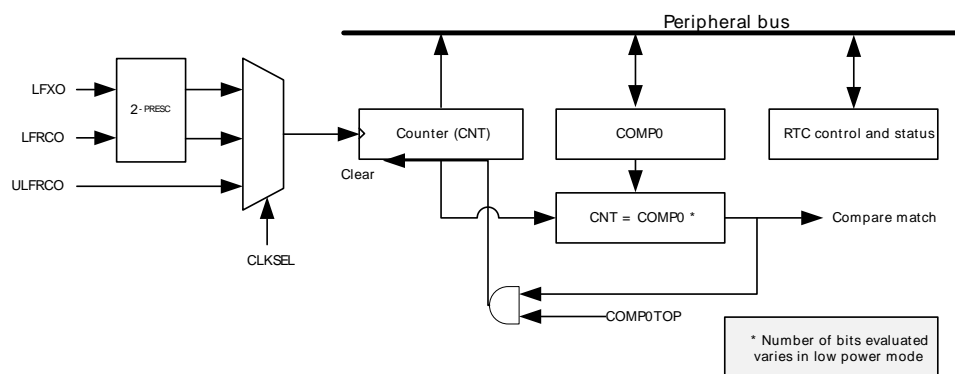 Peripheral bus
LFXO
2-PRESC
LFRCO
Counter (CNT)
COMP0
RTC control and status
Clear
ULFRCO
CNT = COMP0 *
Compare match
CLKSEL
COMP0TOP
* Number of bits evaluated
varies in low power mode